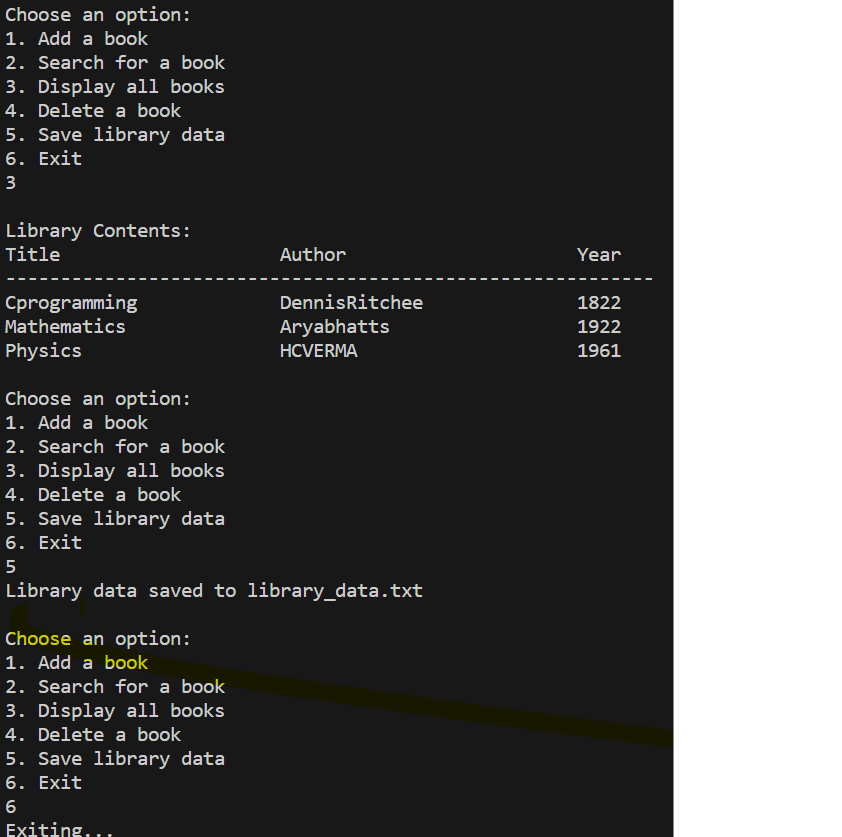 Choose an option:
1. Add a book
2. Search for a book
3. Display all books
4. Delete a book
5. Save library data
6. Exit
3
Library Contents:
Title Author Year
-----------------------------------------------------------
Cprogramming DennisRitchee 1822
Mathematics Aryabhatts 1922
Physics HCVERMA 1961
Choose an option:
1. Add a book
2. Search for a book
3. Display all books
4. Delete a book
5. Save library data
6. Exit
5
Library data saved to library_data.txt
Choose an option:
1. Add a book
2. Search for a book
3. Display all books
4. Delete a book
5. Save library data
6. Exit
6
Exiting...